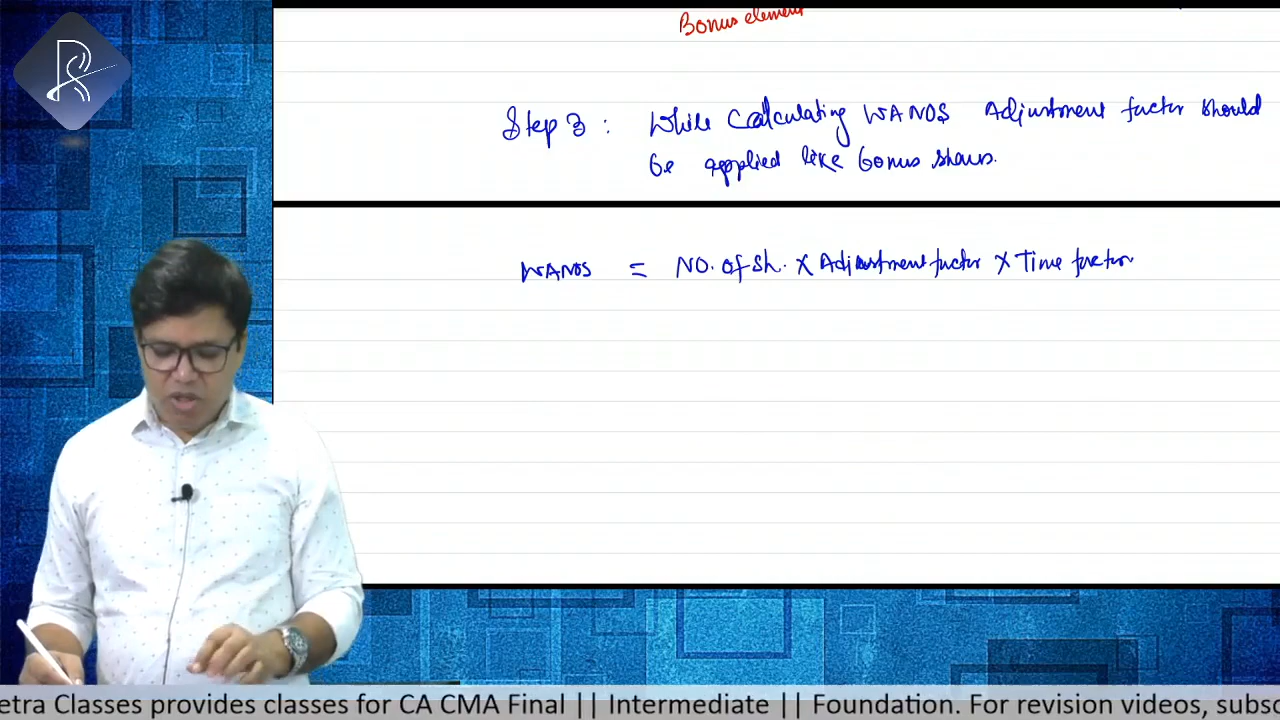 Bonus element
Step 3 : While Calculating WANOS Adjustment factor should
be applied like bonus shares.
WANOS = NO. of Sh. X Adjustment factor X Time factor
etra Classes provides classes for CA CMA Final || Intermediate || Foundation. For revision videos, subsc